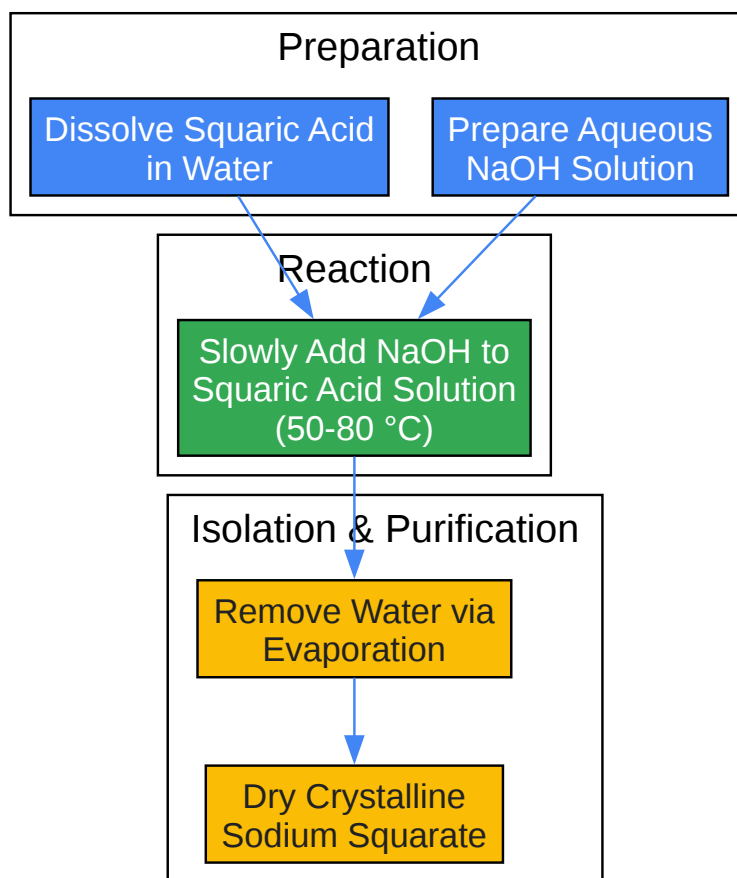 Preparation
Dissolve Squaric Acid
in Water
Prepare Aqueous
NaOH Solution
Reaction
Slowly Add NaOH to
Squaric Acid Solution
(50-80 °C)
Isolation & Purification
Remove Water via
Evaporation
Dry Crystalline
Sodium Squarate